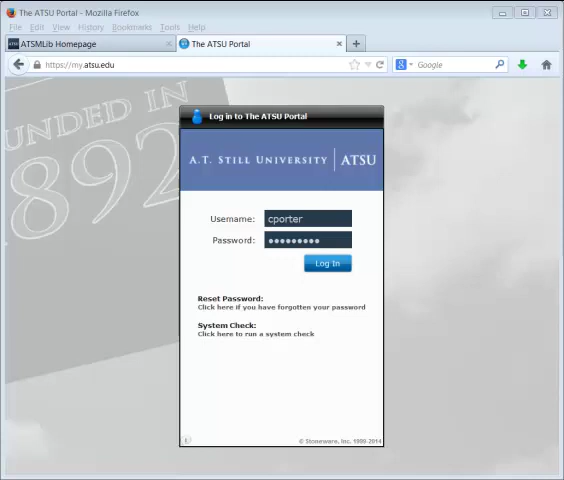 The ATSU Portal - Mozilla Firefox
File Edit View History Bookmarks Tools Help
ATSU ATSMLib Homepage × The ATSU Portal × +
https://my.atsu.edu Google
UNDED IN
892
Log in to The ATSU Portal
A.T. STILL UNIVERSITY | ATSU
Username: cporter
Password: ●●●●●●●●●
Log In
Reset Password:
Click here if you have forgotten your password
System Check:
Click here to run a system check
© Stoneware, Inc. 1999-2014